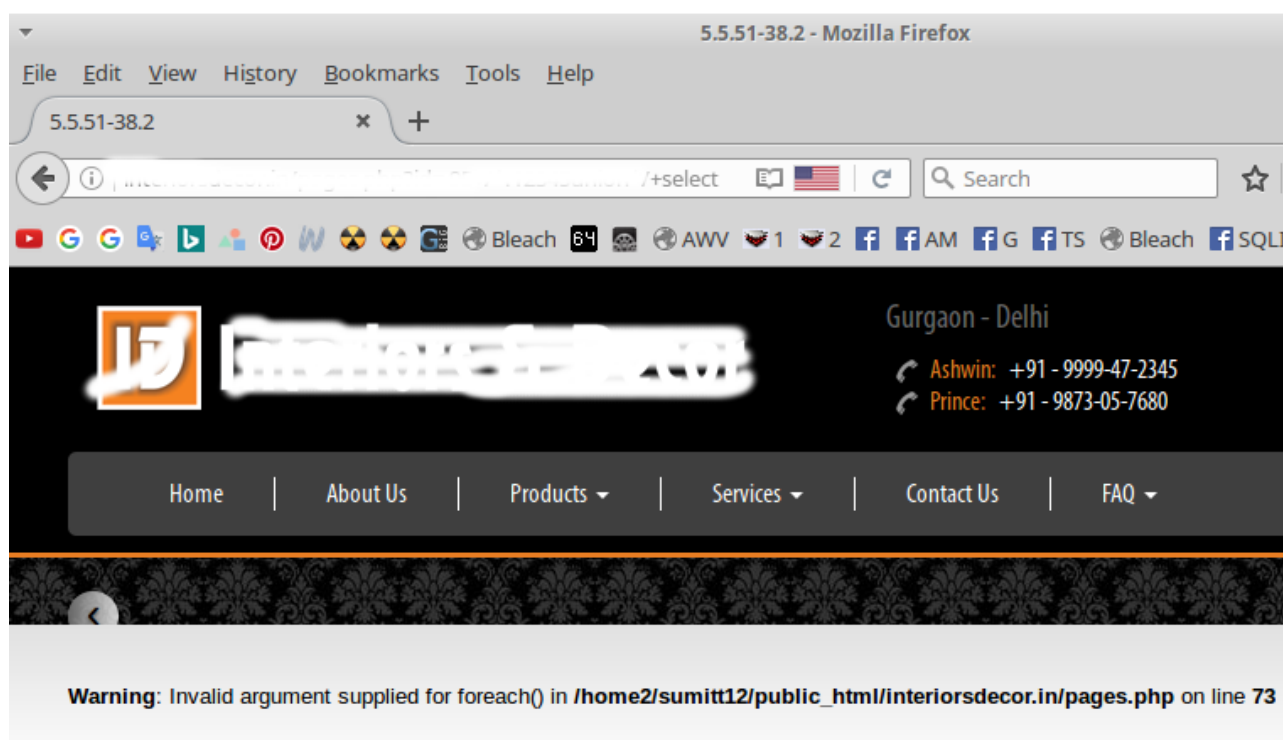 5.5.51-38.2 - Mozilla Firefox
File Edit View History Bookmarks Tools Help
5.5.51-38.2
/+select Search
Bleach 64 AWV 1 2 AM G TS Bleach SQLI
Gurgaon - Delhi
Ashwin: +91 - 9999-47-2345
Prince: +91 - 9873-05-7680
Home About Us Products Services Contact Us FAQ
Warning: Invalid argument supplied for foreach() in /home2/sumitt12/public_html/interiorsdecor.in/pages.php on line 73